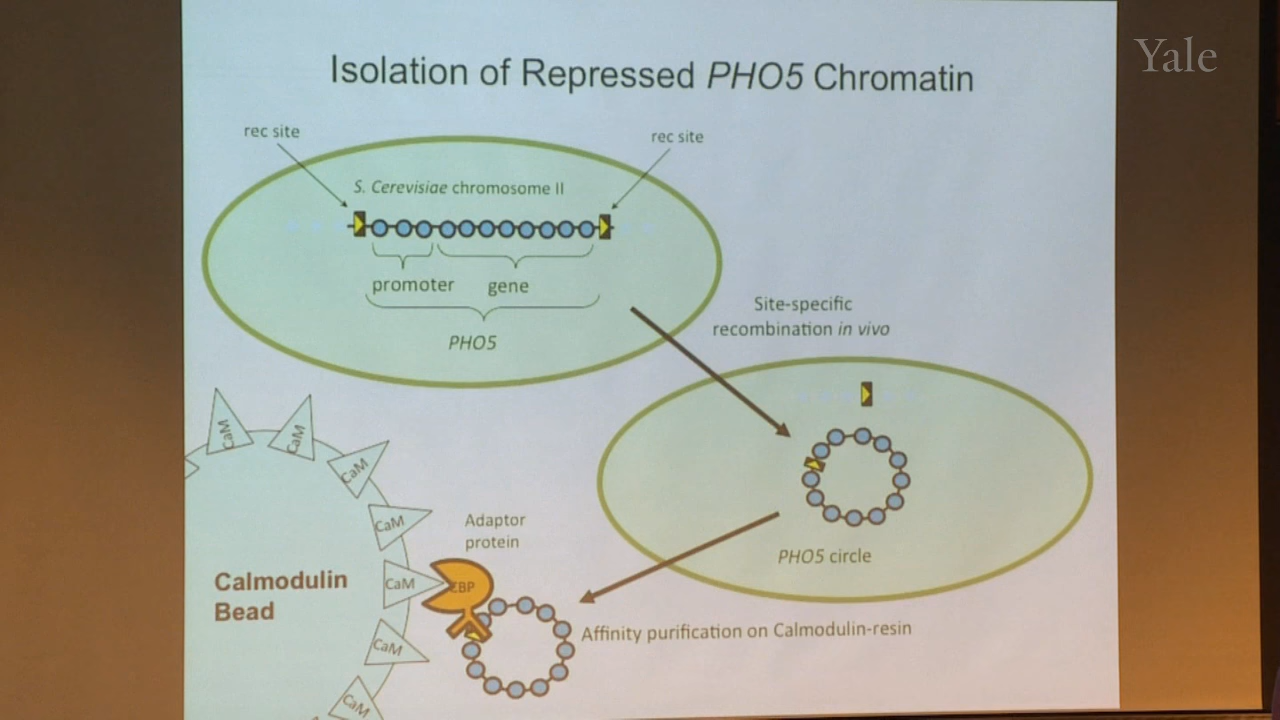 Yale
Isolation of Repressed PHO5 Chromatin
rec site
rec site
S. Cerevisiae chromosome II
promoter
gene
PHO5
Site-specific
recombination in vivo
PHO5 circle
CaM
CaM
CaM
CaM
CaM
CaM
CaM
Adaptor
protein
CBP
Calmodulin
Bead
Affinity purification on Calmodulin-resin